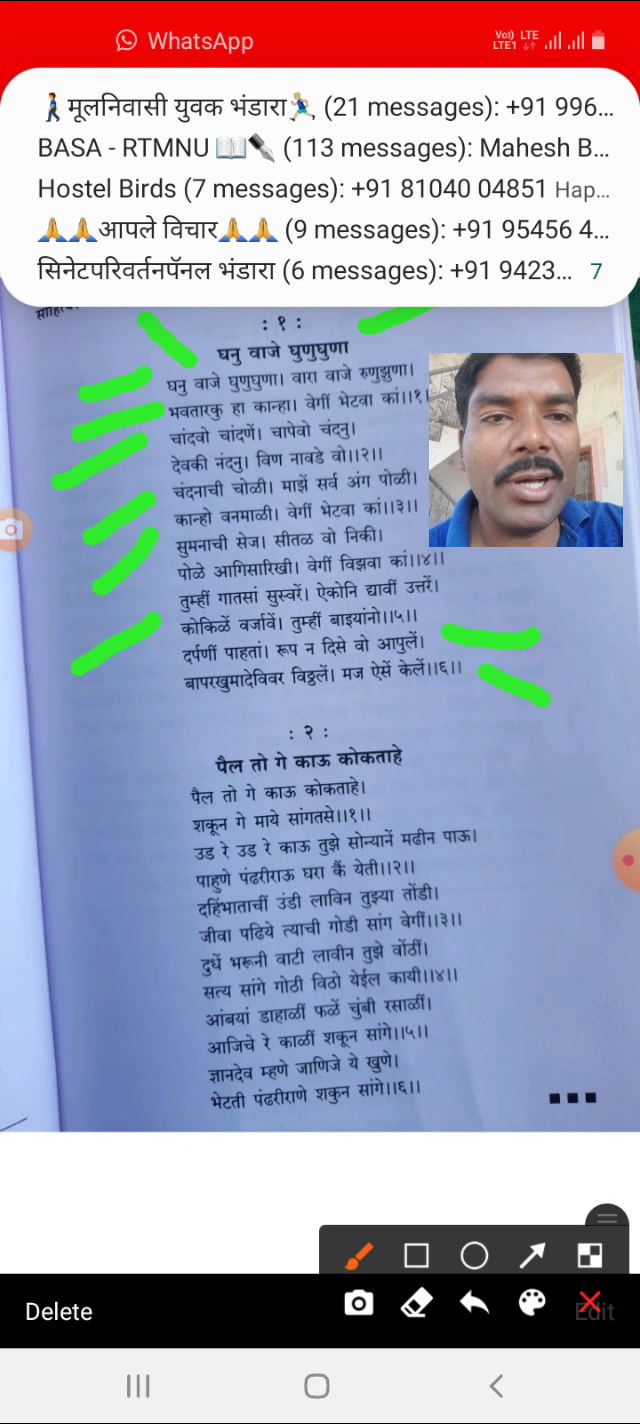 WhatsApp
Vo) LTE
LTE1
मूलनिवासी युवक भंडारा (21 messages): +91 996...
BASA - RTMNU (113 messages): Mahesh B...
Hostel Birds (7 messages): +91 81040 04851 Hap...
आपले विचार (9 messages): +91 95456 4...
सिनेटपरिवर्तनपॅनल भंडारा (6 messages): +91 9423... 7
: १ :
घनु वाजे घुणुघुणा
घनु वाजे घुणुघुणा। वारा वाजे रुणुझुणा।
भवतारकु हा कान्हा। वेगीं भेटवा कां।।१।
चांदवो चांदणें। चापेवो चंदनु।
देवकी नंदनु। विण नावडे वो।।२।।
चंदनाची चोळी। माझें सर्व अंग पोळी।
कान्हो वनमाळी। वेगीं भेटवा कां।।३।।
सुमनाची सेज। सीतळ वो निकी।
पोळे आगिसारिखी। वेगीं विझवा कां।।४।।
तुम्हीं गातसां सुस्वरें। ऐकोनि द्यावीं उत्तरें।
कोकिळें वर्जावें। तुम्हीं बाइयांनो।।५।।
दर्पणीं पाहतां। रूप न दिसे वो आपुलें।
बापरखुमादेविवर विठ्ठलें। मज ऐसें केलें।।६।।
: २ :
पैल तो गे काऊ कोकताहे
पैल तो गे काऊ कोकताहे।
शकून गे माये सांगतसे।।१।।
उड रे उड रे काऊ तुझे सोन्यानें मढीन पाऊ।
पाहुणे पंढरीराऊ घरा कैं येती।।२।।
दहिंभाताचीं उंडी लाविन तुझ्या तोंडी।
जीवा पढिये त्याची गोडी सांग वेगीं।।३।।
दुधें भरूनी वाटी लावीन तुझे वोंठीं।
सत्य सांगे गोठी विठो येईल कायी।।४।।
आंबयां डाहाळीं फळें चुंबी रसाळीं।
आजिचे रे काळीं शकून सांगे।।५।।
ज्ञानदेव म्हणे जाणिजे ये खुणे।
भेटती पंढरीराणे शकुन सांगे।।६।।
Delete
Edit